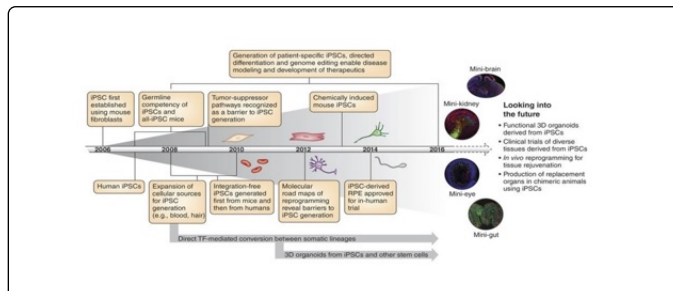 Generation of patient-specific iPSCs, directed
differentiation and genome editing enable disease
modeling and development of therapeutics
iPSC first
established
using mouse
fibroblasts
Germline
competency of
iPSCs and
all-iPSC mice
Tumor-suppressor
pathways recognized
as a barrier to iPSC
generation
Chemically induced
mouse iPSCs
Mini-brain
Mini-kidney
2006
2008
2010
2012
2014
2016
Human iPSCs
Expansion of
cellular sources
for iPSC
generation
(e.g., blood, hair)
Integration-free
iPSCs generated
first from mice and
then from humans
Molecular
road maps of
reprogramming
reveal barriers to
iPSC generation
iPSC-derived
RPE approved
for in-human
trial
Mini-eye
Mini-gut
Direct TF-mediated conversion between somatic lineages
3D organoids from iPSCs and other stem cells
Looking into
the future
• Functional 3D organoids
derived from iPSCs
• Clinical trials of diverse
tissues derived from iPSCs
• In vivo reprogramming for
tissue rejuvenation
• Production of replacement
organs in chimeric animals
using iPSCs